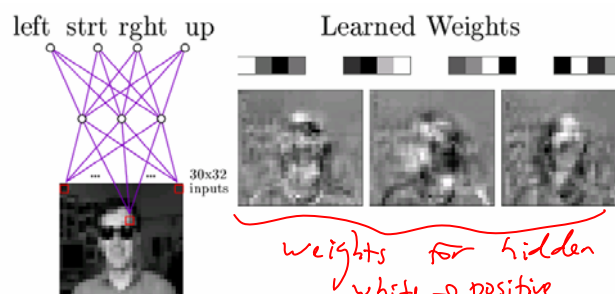 left strt rght up
Learned Weights
... ...
30x32
inputs
weights for hidden
white → positive